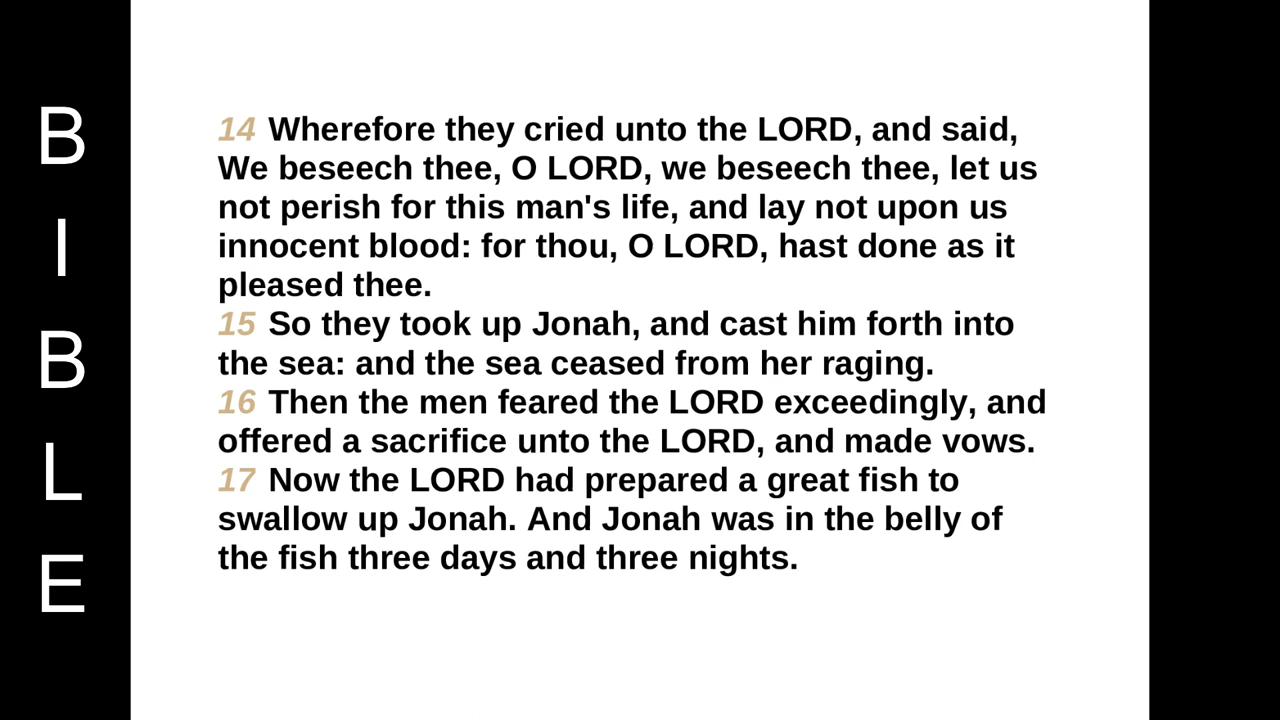 B
I
B
L
E
14 Wherefore they cried unto the LORD, and said,
We beseech thee, O LORD, we beseech thee, let us
not perish for this man's life, and lay not upon us
innocent blood: for thou, O LORD, hast done as it
pleased thee.
15 So they took up Jonah, and cast him forth into
the sea: and the sea ceased from her raging.
16 Then the men feared the LORD exceedingly, and
offered a sacrifice unto the LORD, and made vows.
17 Now the LORD had prepared a great fish to
swallow up Jonah. And Jonah was in the belly of
the fish three days and three nights.